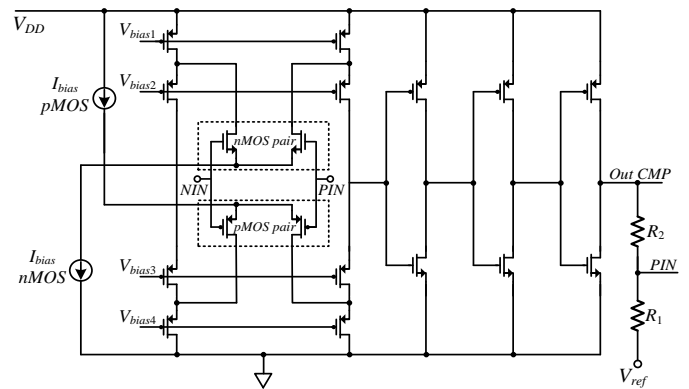 V_DD
V_bias1
V_bias2
I_bias
pMOS
nMOS pair
NIN
PIN
Out CMP
pMOS pair
R_2
I_bias
nMOS
V_bias3
PIN
V_bias4
R_1
V_ref